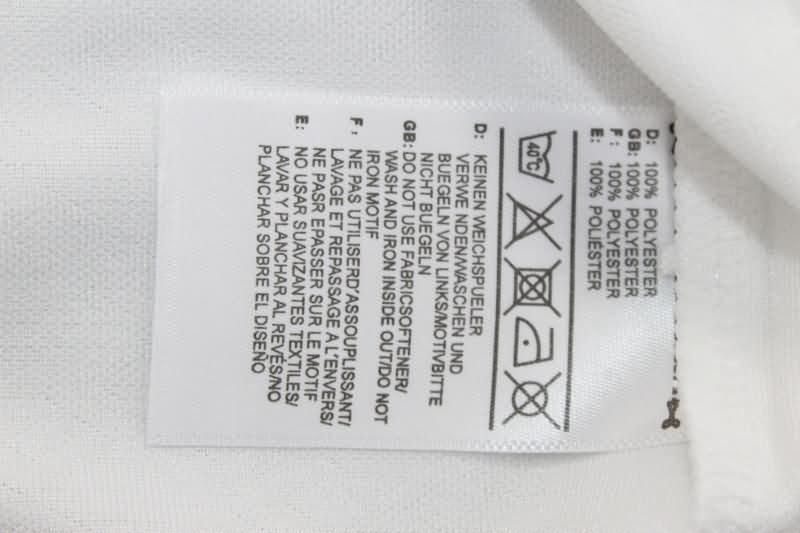 D: 100% POLYESTER
GB: 100% POLYESTER
F: 100% POLYESTER
E: 100% POLIÉSTER
40°C
D: KEINEN WEICHSPUELER
VERWE NDEN/WASCHEN UND
BUEGELN VON LINKS/MOTIVBITTE
NICHT BUEGELN
GB: DO NOT USE FABRICSOFTENER/
WASH AND IRON INSIDE OUT/DO NOT
IRON MOTIF
F: NE PAS UTILISERD'ASSOUPLISSANT/
LAVAGE ET REPASSAGE A L'ENVERS/
NE PASR EPASSER SUR LE MOTIF
E: NO USAR SUAVIZANTES TEXTILES/
LAVAR Y PLANCHAR AL REVÉS/NO
PLANCHAR SOBRE EL DISEÑO